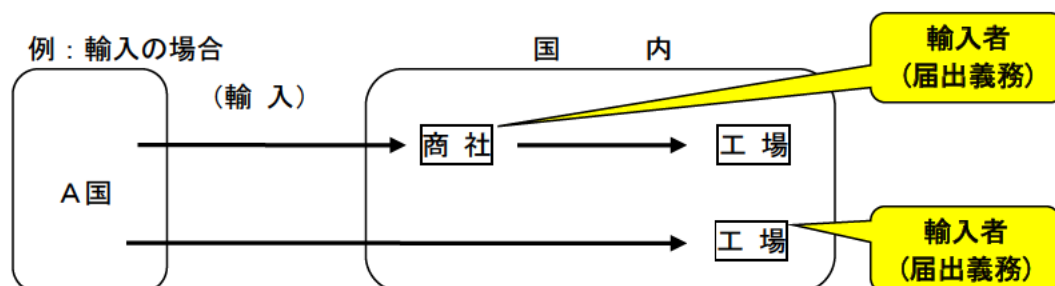 例：輸入の場合
国　　内
輸入者
(届出義務)
（輸 入）
商 社
工 場
A国
工 場
輸入者
(届出義務)